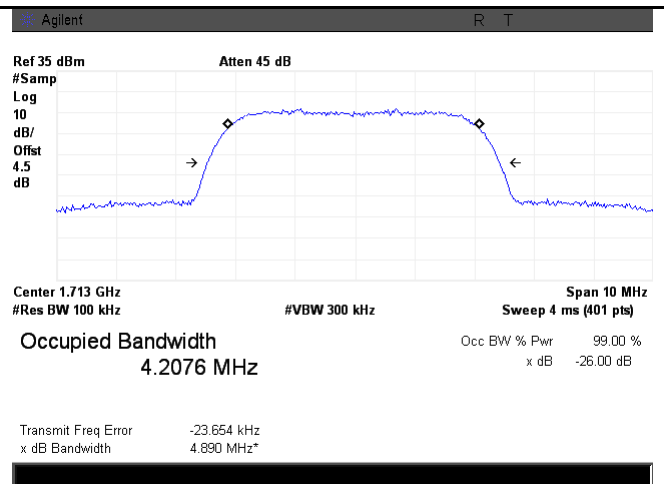 Agilent R T
Ref 35 dBm Atten 45 dB
#Samp
Log
10
dB/
Offst
4.5
dB
Center 1.713 GHz Span 10 MHz
#Res BW 100 kHz #VBW 300 kHz Sweep 4 ms (401 pts)
Occupied Bandwidth Occ BW % Pwr 99.00 %
4.2076 MHz x dB -26.00 dB
Transmit Freq Error -23.654 kHz
x dB Bandwidth 4.890 MHz*